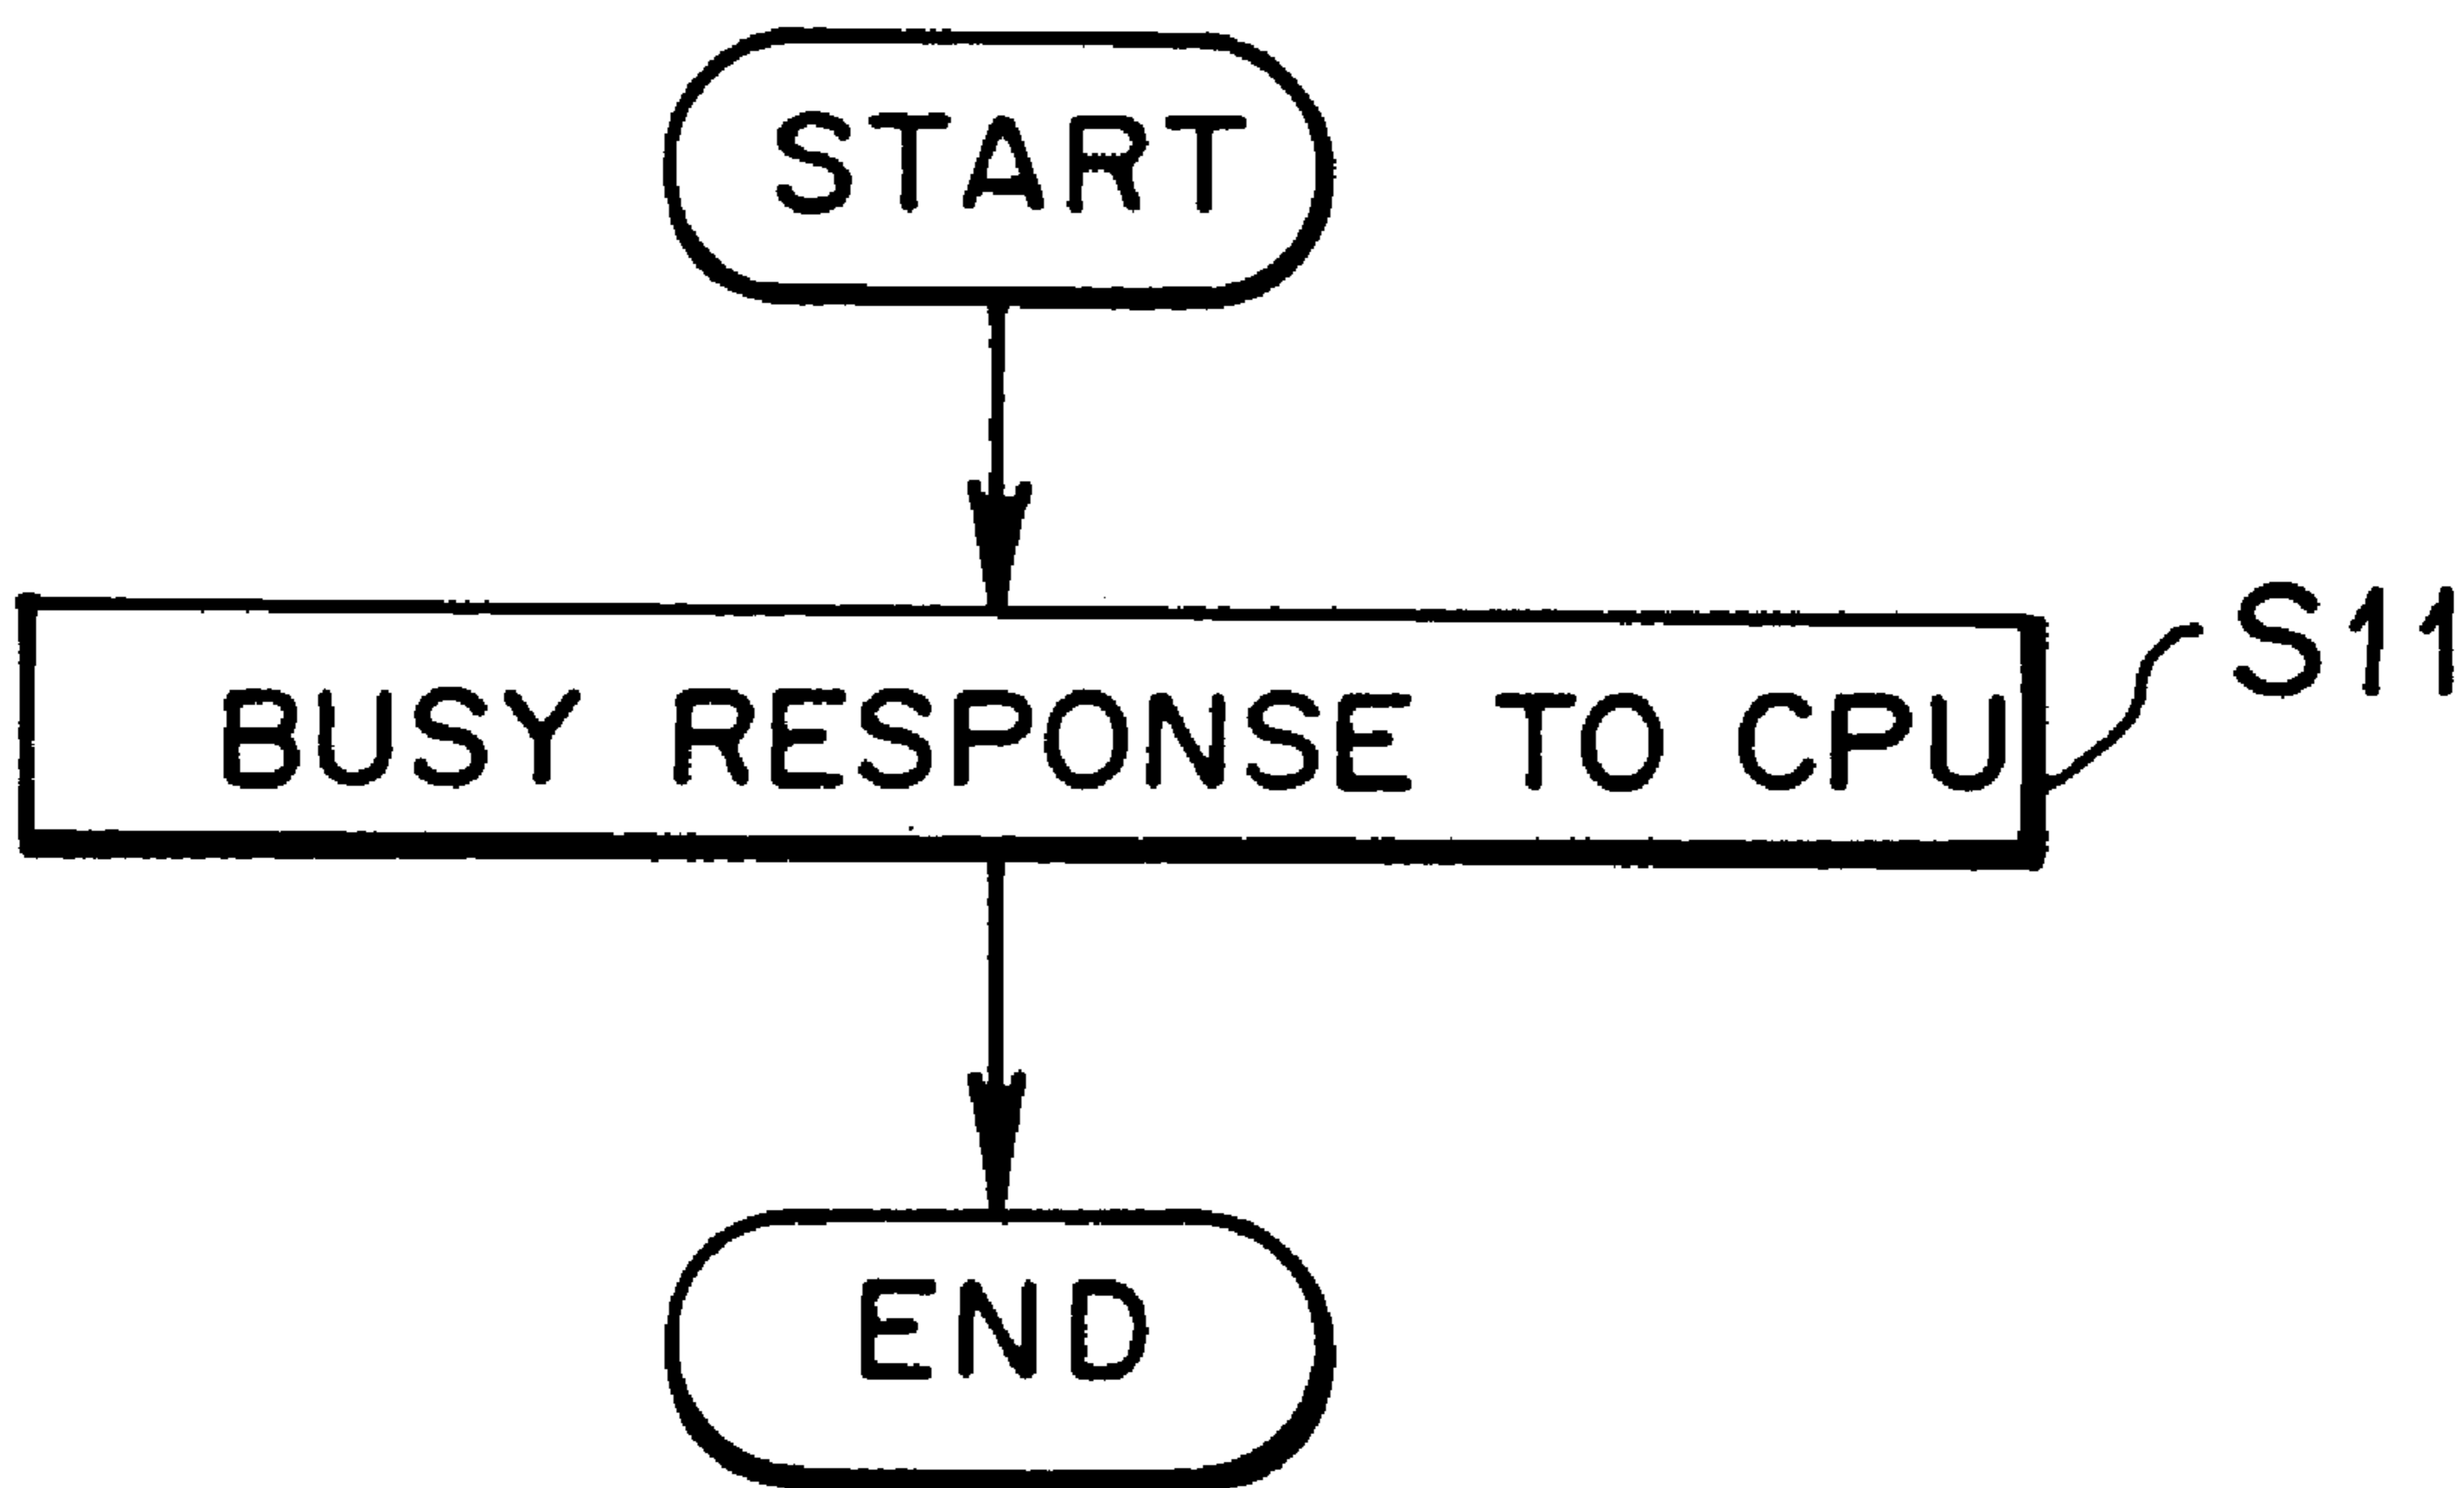 START
BUSY RESPONSE TO CPU
S11
END